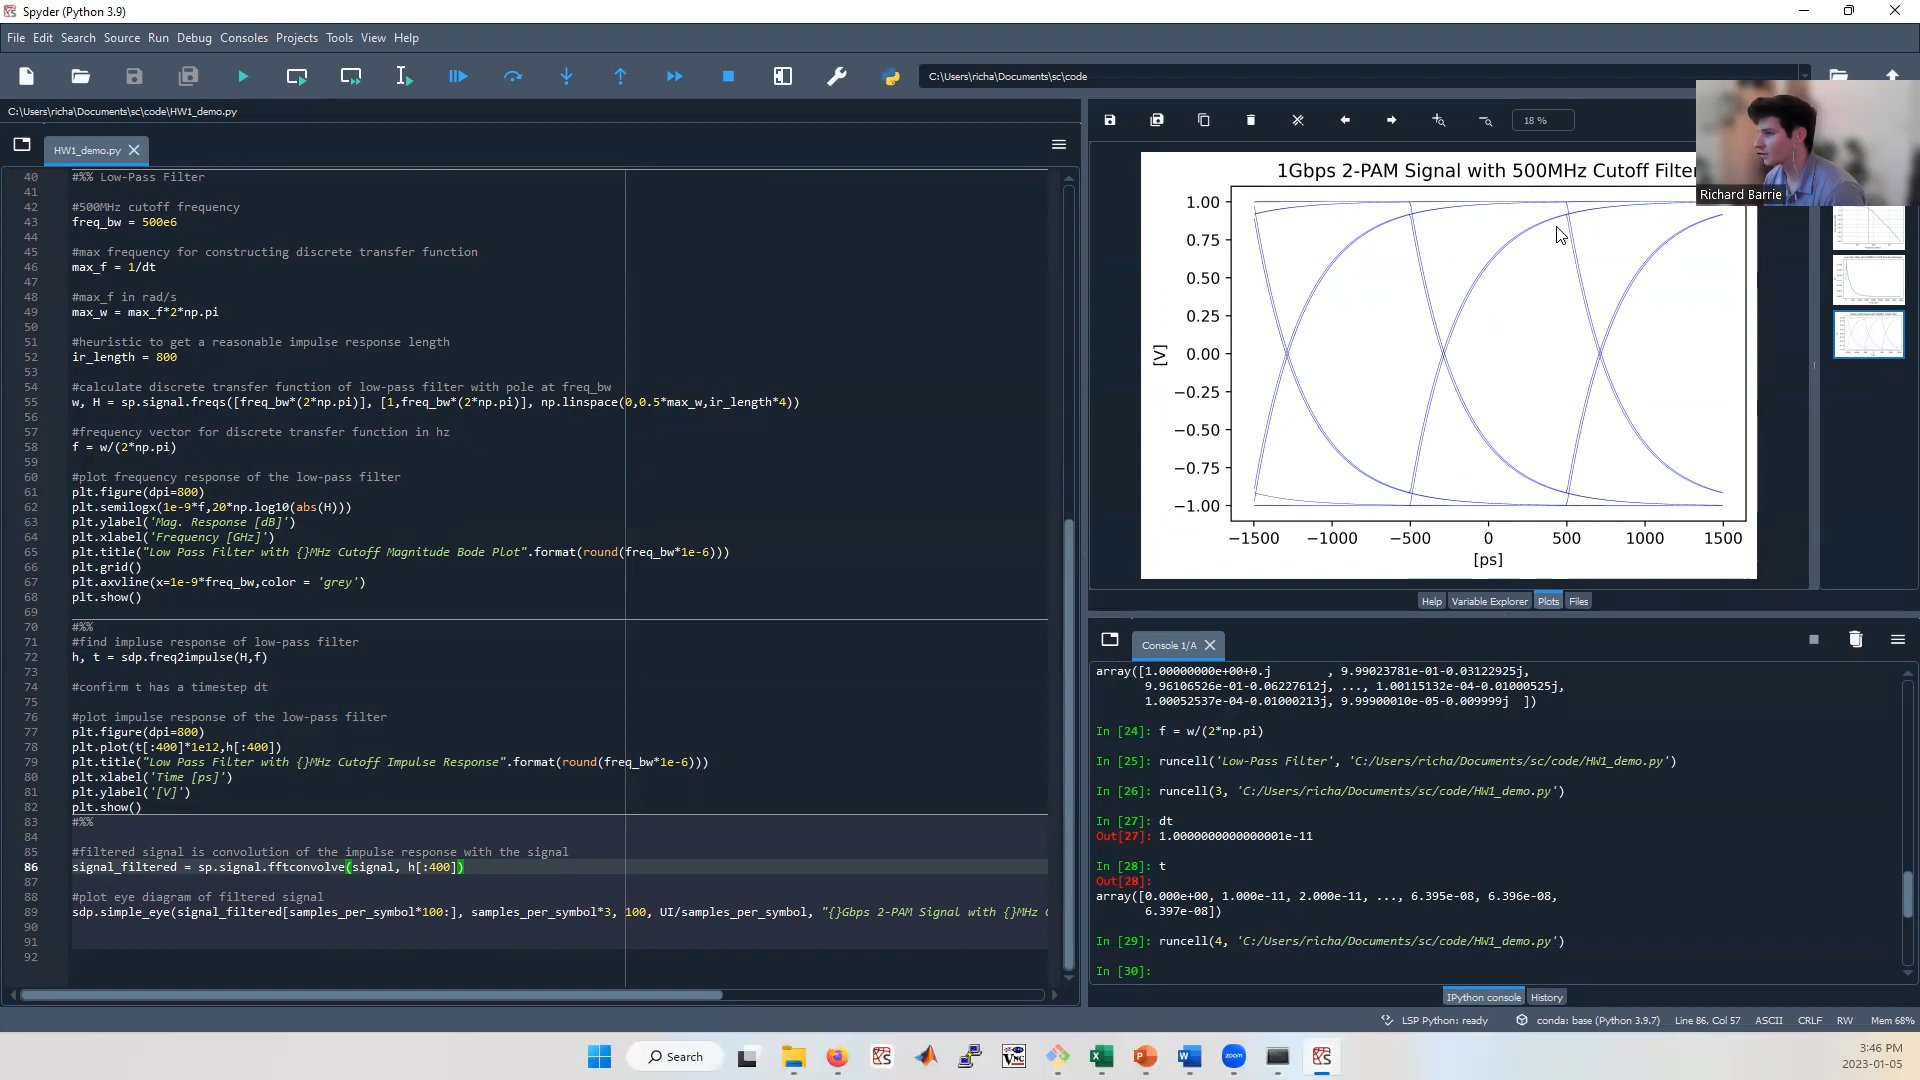 Spyder (Python 3.9)
File Edit Search Source Run Debug Consoles Projects Tools View Help
C:\Users\richa\Documents\sc\code
C:\Users\richa\Documents\sc\code\HW1_demo.py
HW1_demo.py
40 #%% Low-Pass Filter
41
42 #500MHz cutoff frequency
43 freq_bw = 500e6
44
45 #max frequency for constructing discrete transfer function
46 max_f = 1/dt
47
48 #max_f in rad/s
49 max_w = max_f*2*np.pi
50
51 #heuristic to get a reasonable impulse response length
52 ir_length = 800
53
54 #calculate discrete transfer function of low-pass filter with pole at freq_bw
55 w, H = sp.signal.freqs([freq_bw*(2*np.pi)], [1,freq_bw*(2*np.pi)], np.linspace(0,0.5*max_w,ir_length*4))
56
57 #frequency vector for discrete transfer function in hz
58 f = w/(2*np.pi)
59
60 #plot frequency response of the low-pass filter
61 plt.figure(dpi=800)
62 plt.semilogx(1e-9*f,20*np.log10(abs(H)))
63 plt.ylabel('Mag. Response [dB]')
64 plt.xlabel('Frequency [GHz]')
65 plt.title("Low Pass Filter with {}MHz Cutoff Magnitude Bode Plot".format(round(freq_bw*1e-6)))
66 plt.grid()
67 plt.axvline(x=1e-9*freq_bw,color = 'grey')
68 plt.show()
69
70 #%%
71 #find impluse response of low-pass filter
72 h, t = sdp.freq2impulse(H,f)
73
74 #confirm t has a timestep dt
75
76 #plot impulse response of the low-pass filter
77 plt.figure(dpi=800)
78 plt.plot(t[:400]*1e12,h[:400])
79 plt.title("Low Pass Filter with {}MHz Cutoff Impulse Response".format(round(freq_bw*1e-6)))
80 plt.xlabel('Time [ps]')
81 plt.ylabel('[V]')
82 plt.show()
83 #%%
84
85 #filtered signal is convolution of the impulse response with the signal
86 signal_filtered = sp.signal.fftconvolve(signal, h[:400])
87
88 #plot eye diagram of filtered signal
89 sdp.simple_eye(signal_filtered[samples_per_symbol*100:], samples_per_symbol*3, 100, UI/samples_per_symbol, "{}Gbps 2-PAM Signal with {}MHz
90
91
92
18 %
Richard Barrie
1Gbps 2-PAM Signal with 500MHz Cutoff Filter
1.00
0.75
0.50
0.25
0.00
−0.25
−0.50
−0.75
−1.00
[V]
−1500 −1000 −500 0 500 1000 1500
[ps]
Help Variable Explorer Plots Files
Console 1/A
array([1.00000000e+00+0.j , 9.99023781e-01-0.03122925j,
9.96106526e-01-0.06227612j, ..., 1.00115132e-04-0.01000525j,
1.00052537e-04-0.01000213j, 9.99900010e-05-0.009999j ])
In [24]: f = w/(2*np.pi)
In [25]: runcell('Low-Pass Filter', 'C:/Users/richa/Documents/sc/code/HW1_demo.py')
In [26]: runcell(3, 'C:/Users/richa/Documents/sc/code/HW1_demo.py')
In [27]: dt
Out[27]: 1.0000000000000001e-11
In [28]: t
Out[28]:
array([0.000e+00, 1.000e-11, 2.000e-11, ..., 6.395e-08, 6.396e-08,
6.397e-08])
In [29]: runcell(4, 'C:/Users/richa/Documents/sc/code/HW1_demo.py')
In [30]:
IPython console History
LSP Python: ready conda: base (Python 3.9.7) Line 86, Col 57 ASCII CRLF RW Mem 68%
Search
zoom
3:46 PM
2023-01-05